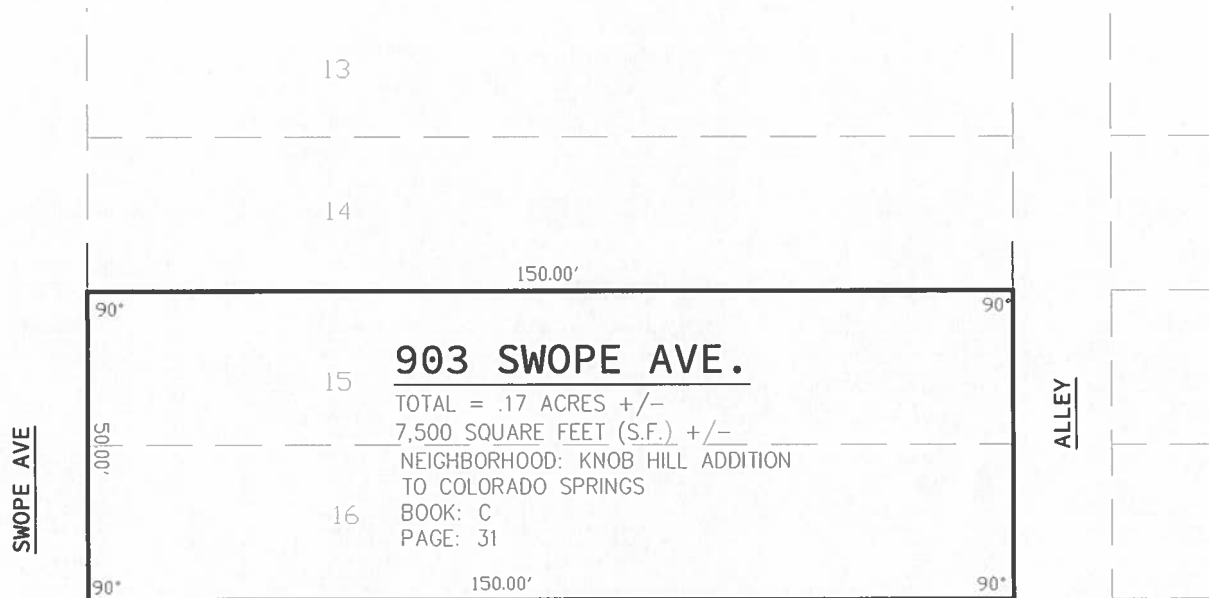 13
14
150.00'
90°
90°
903 SWOPE AVE.
15
TOTAL = .17 ACRES +/-
7,500 SQUARE FEET (S.F.) +/-
NEIGHBORHOOD: KNOB HILL ADDITION
TO COLORADO SPRINGS
16
BOOK: C
PAGE: 31
SWOPE AVE
50.00'
ALLEY
90°
150.00'
90°